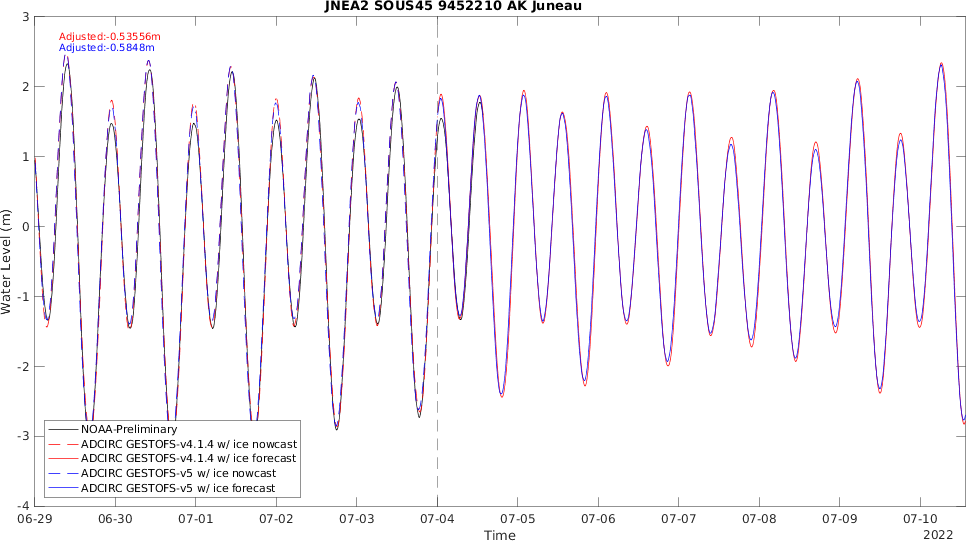 JNEA2 SOUS45 9452210 AK Juneau
Adjusted:-0.53556m
Adjusted:-0.5848m
3
2
1
0
-1
-2
-3
-4
Water Level (m)
NOAA-Preliminary
ADCIRC GESTOFS-v4.1.4 w/ ice nowcast
ADCIRC GESTOFS-v4.1.4 w/ ice forecast
ADCIRC GESTOFS-v5 w/ ice nowcast
ADCIRC GESTOFS-v5 w/ ice forecast
06-29 06-30 07-01 07-02 07-03 07-04 07-05 07-06 07-07 07-08 07-09 07-10
Time
2022